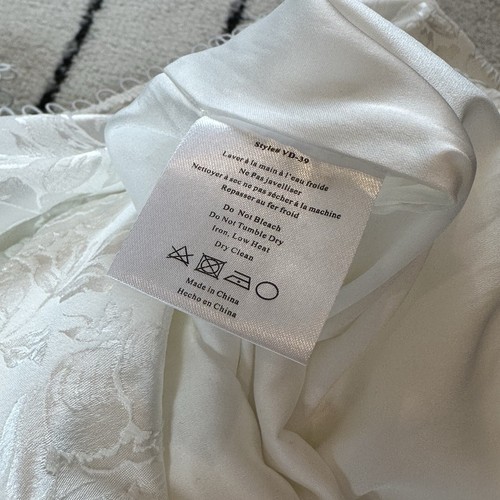 Style# VD-39
Laver à la main à l'eau froide
Ne Pas javelliser
Nettoyer à sec ne pas sécher à la machine
Repasser au fer froid
Do Not Bleach
Do Not Tumble Dry
Iron, Low Heat
Dry Clean
Made in China
Hecho en China